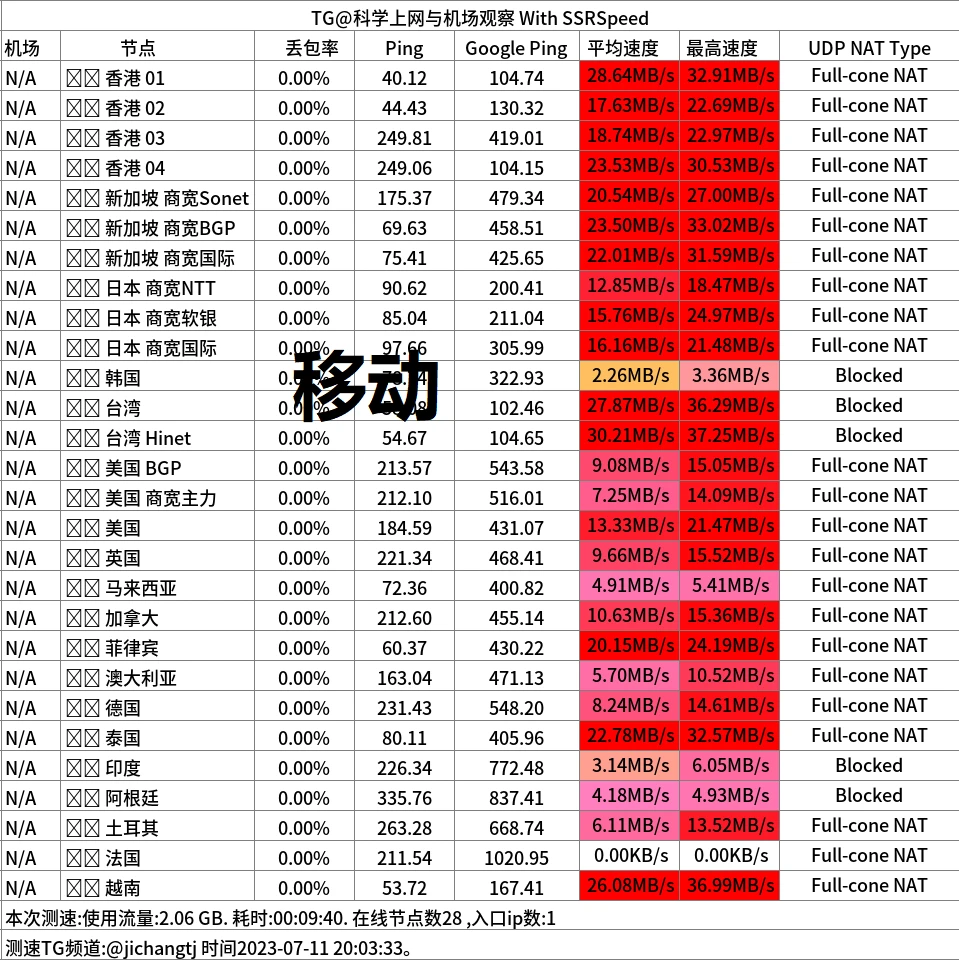 TG@科学上网与机场观察 With SSRSpeed
机场 节点 丢包率 Ping Google Ping 平均速度 最高速度 UDP NAT Type
N/A 香港 01 0.00% 40.12 104.74 28.64MB/s 32.91MB/s Full-cone NAT
N/A 香港 02 0.00% 44.43 130.32 17.63MB/s 22.69MB/s Full-cone NAT
N/A 香港 03 0.00% 249.81 419.01 18.74MB/s 22.97MB/s Full-cone NAT
N/A 香港 04 0.00% 249.06 104.15 23.53MB/s 30.53MB/s Full-cone NAT
N/A 新加坡 商宽Sonet 0.00% 175.37 479.34 20.54MB/s 27.00MB/s Full-cone NAT
N/A 新加坡 商宽BGP 0.00% 69.63 458.51 23.50MB/s 33.02MB/s Full-cone NAT
N/A 新加坡 商宽国际 0.00% 75.41 425.65 22.01MB/s 31.59MB/s Full-cone NAT
N/A 日本 商宽NTT 0.00% 90.62 200.41 12.85MB/s 18.47MB/s Full-cone NAT
N/A 日本 商宽软银 0.00% 85.04 211.04 15.76MB/s 24.97MB/s Full-cone NAT
N/A 日本 商宽国际 0.00% 97.66 305.99 16.16MB/s 21.48MB/s Full-cone NAT
移动
N/A 韩国 322.93 2.26MB/s 3.36MB/s Blocked
N/A 台湾 102.46 27.87MB/s 36.29MB/s Blocked
N/A 台湾 Hinet 0.00% 54.67 104.65 30.21MB/s 37.25MB/s Blocked
N/A 美国 BGP 0.00% 213.57 543.58 9.08MB/s 15.05MB/s Full-cone NAT
N/A 美国 商宽主力 0.00% 212.10 516.01 7.25MB/s 14.09MB/s Full-cone NAT
N/A 美国 0.00% 184.59 431.07 13.33MB/s 21.47MB/s Full-cone NAT
N/A 英国 0.00% 221.34 468.41 9.66MB/s 15.52MB/s Full-cone NAT
N/A 马来西亚 0.00% 72.36 400.82 4.91MB/s 5.41MB/s Full-cone NAT
N/A 加拿大 0.00% 212.60 455.14 10.63MB/s 15.36MB/s Full-cone NAT
N/A 菲律宾 0.00% 60.37 430.22 20.15MB/s 24.19MB/s Full-cone NAT
N/A 澳大利亚 0.00% 163.04 471.13 5.70MB/s 10.52MB/s Full-cone NAT
N/A 德国 0.00% 231.43 548.20 8.24MB/s 14.61MB/s Full-cone NAT
N/A 泰国 0.00% 80.11 405.96 22.78MB/s 32.57MB/s Full-cone NAT
N/A 印度 0.00% 226.34 772.48 3.14MB/s 6.05MB/s Blocked
N/A 阿根廷 0.00% 335.76 837.41 4.18MB/s 4.93MB/s Blocked
N/A 土耳其 0.00% 263.28 668.74 6.11MB/s 13.52MB/s Full-cone NAT
N/A 法国 0.00% 211.54 1020.95 0.00KB/s 0.00KB/s Full-cone NAT
N/A 越南 0.00% 53.72 167.41 26.08MB/s 36.99MB/s Full-cone NAT
本次测速:使用流量:2.06 GB. 耗时:00:09:40. 在线节点数28 ,入口ip数:1
测速TG频道:@jichangtj 时间2023-07-11 20:03:33。